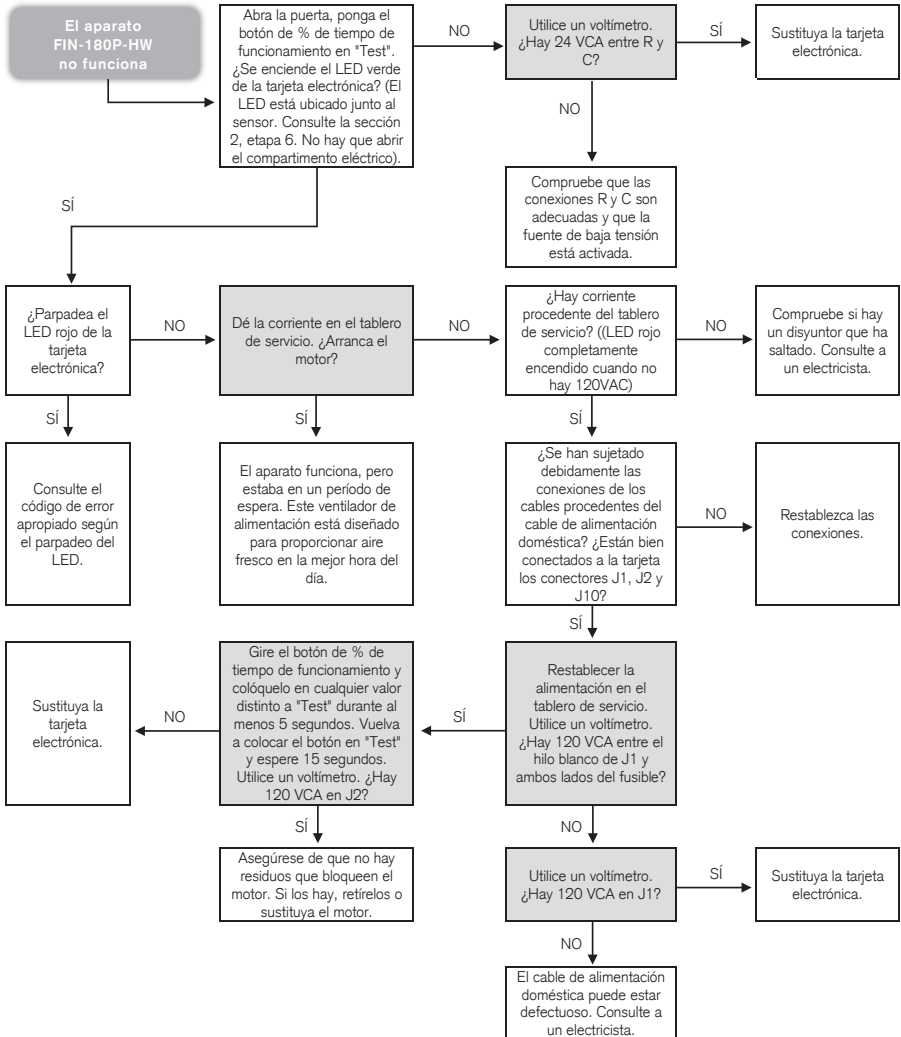 El aparato
FIN-180P-HW
no funciona
Abra la puerta, ponga el
botón de % de tiempo de
funcionamiento en "Test".
¿Se enciende el LED verde
de la tarjeta electrónica? (El
LED está ubicado junto al
sensor. Consulte la sección
2, etapa 6. No hay que abrir
el compartimento eléctrico).
NO
Utilice un voltímetro.
¿Hay 24 VCA entre R y
C?
SÍ
Sustituya la tarjeta
electrónica.
NO
Compruebe que las
conexiones R y C son
adecuadas y que la
fuente de baja tensión
está activada.
SÍ
¿Parpadea el
LED rojo de la
tarjeta
electrónica?
NO
Dé la corriente en el tablero
de servicio. ¿Arranca el
motor?
NO
¿Hay corriente
procedente del tablero
de servicio? ((LED rojo
completamente
encendido cuando no
hay 120VAC)
NO
Compruebe si hay
un disyuntor que ha
saltado. Consulte a
un electricista.
SÍ
SÍ
SÍ
Consulte el
código de error
apropiado según
el parpadeo del
LED.
El aparato funciona, pero
estaba en un período de
espera. Este ventilador de
alimentación está diseñado
para proporcionar aire
fresco en la mejor hora del
día.
¿Se han sujetado
debidamente las
conexiones de los
cables procedentes del
cable de alimentación
doméstica? ¿Están bien
conectados a la tarjeta
los conectores J1, J2 y
J10?
NO
Restablezca las
conexiones.
SÍ
Sustituya la
tarjeta
electrónica.
NO
Gire el botón de % de
tiempo de funcionamiento y
colóquelo en cualquier valor
distinto a "Test" durante al
menos 5 segundos. Vuelva
a colocar el botón en "Test"
y espere 15 segundos.
Utilice un voltímetro. ¿Hay
120 VCA en J2?
SÍ
Restablecer la
alimentación en el
tablero de servicio.
Utilice un voltímetro.
¿Hay 120 VCA entre el
hilo blanco de J1 y
ambos lados del fusible?
SÍ
NO
Asegúrese de que no hay
residuos que bloqueen el
motor. Si los hay, retírelos o
sustituya el motor.
Utilice un voltímetro.
¿Hay 120 VCA en J1?
SÍ
Sustituya la tarjeta
electrónica.
NO
El cable de alimentación
doméstica puede estar
defectuoso. Consulte a
un electricista.